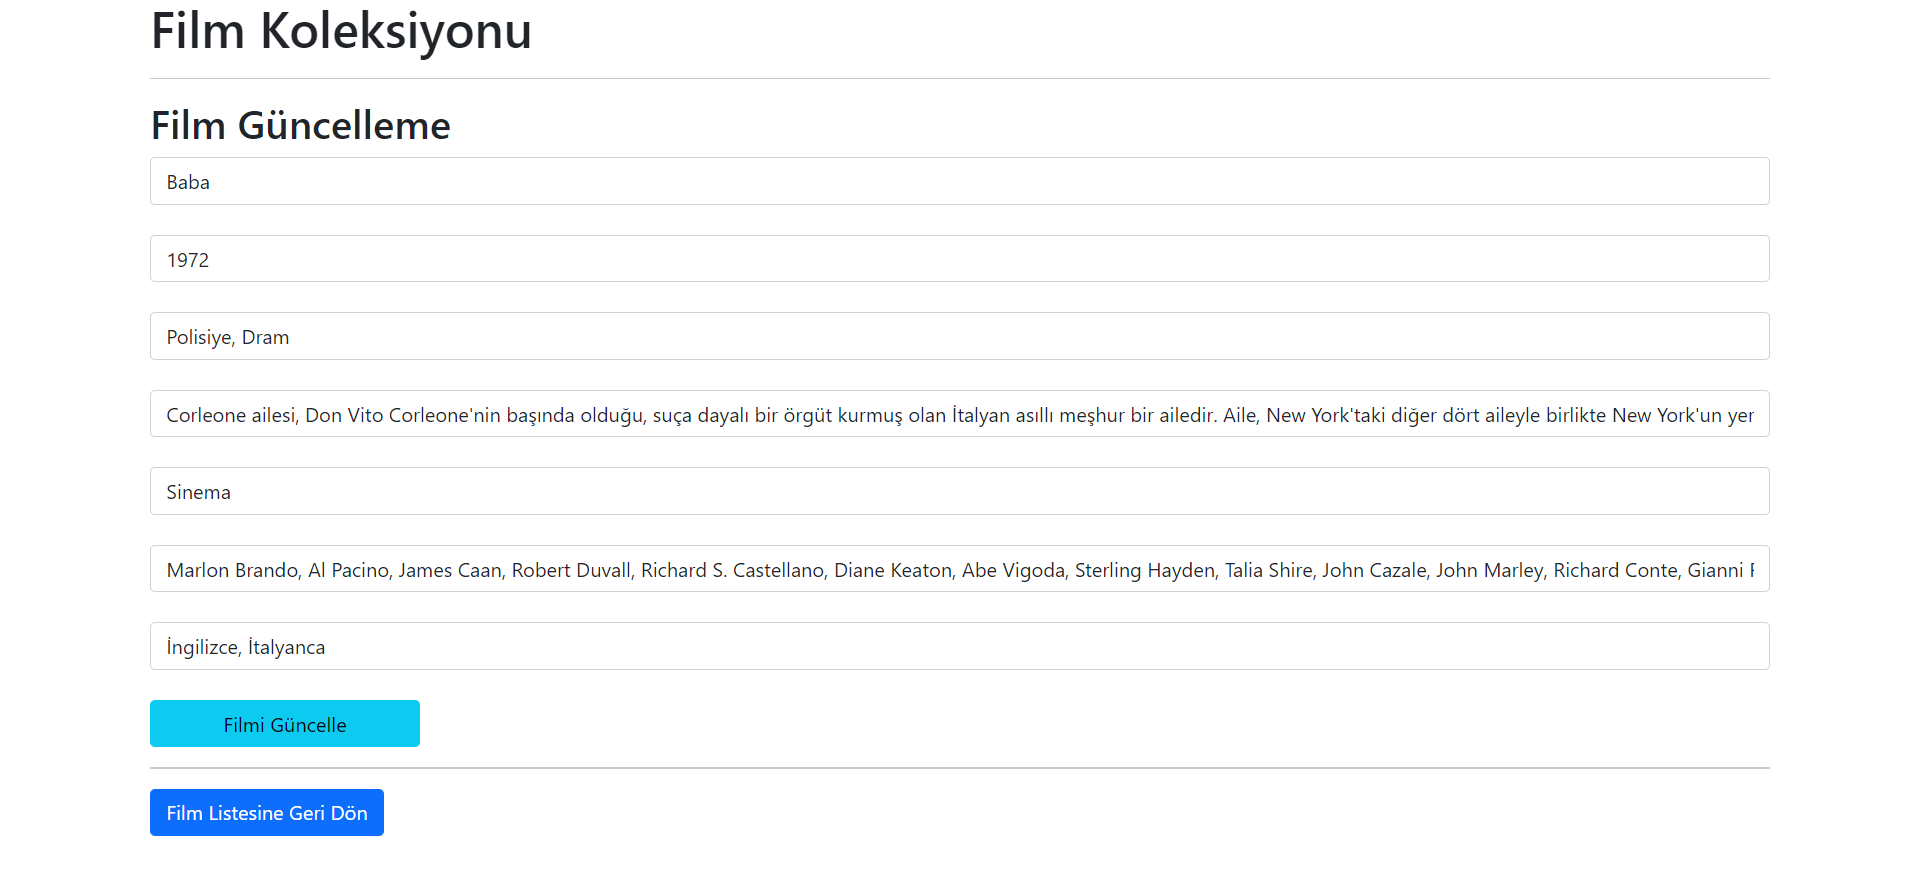 Film Koleksiyonu
Film Güncelleme
Baba
1972
Polisiye, Dram
Corleone ailesi, Don Vito Corleone'nin başında olduğu, suça dayalı bir örgüt kurmuş olan İtalyan asıllı meşhur bir ailedir. Aile, New York'taki diğer dört aileyle birlikte New York'un yer
Sinema
Marlon Brando, Al Pacino, James Caan, Robert Duvall, Richard S. Castellano, Diane Keaton, Abe Vigoda, Sterling Hayden, Talia Shire, John Cazale, John Marley, Richard Conte, Gianni
İngilizce, İtalyanca
Filmi Güncelle
Film Listesine Geri Dön